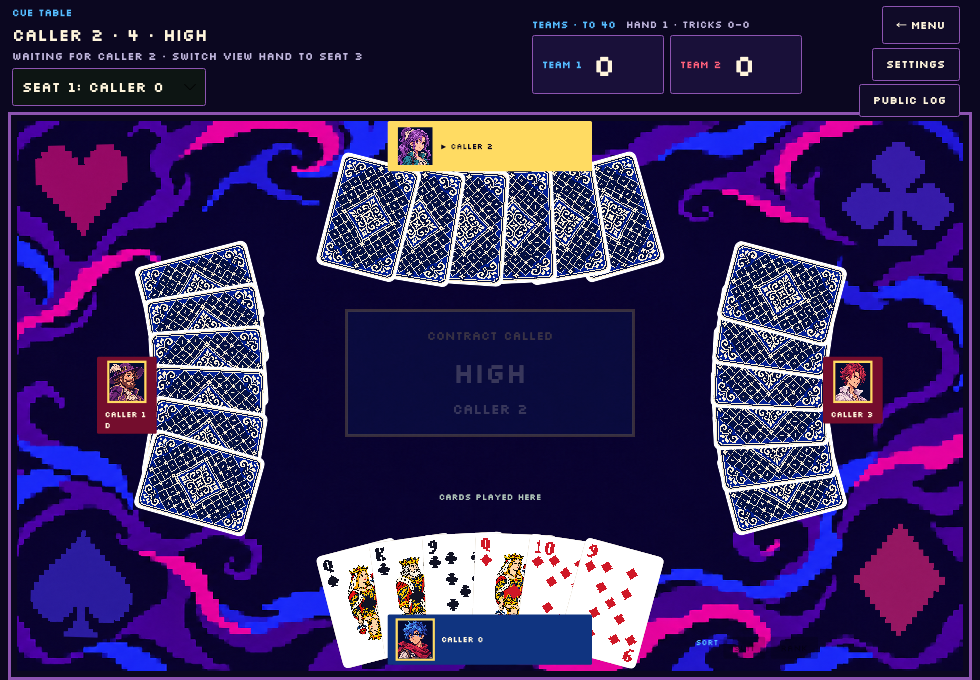 CUE TABLE
CALLER 2 · 4 · HIGH
WAITING FOR CALLER 2 · SWITCH VIEW HAND TO SEAT 3
SEAT 1: CALLER 0
TEAMS · TO 40 HAND 1 · TRICKS 0-0
TEAM 1 0
TEAM 2 0
← MENU
SETTINGS
PUBLIC LOG
▶ CALLER 2
CALLER 1
D
CALLER 3
CONTRACT CALLED
HIGH
CALLER 2
CARDS PLAYED HERE
Q K 9 Q 10 9
9
CALLER 0
SORT